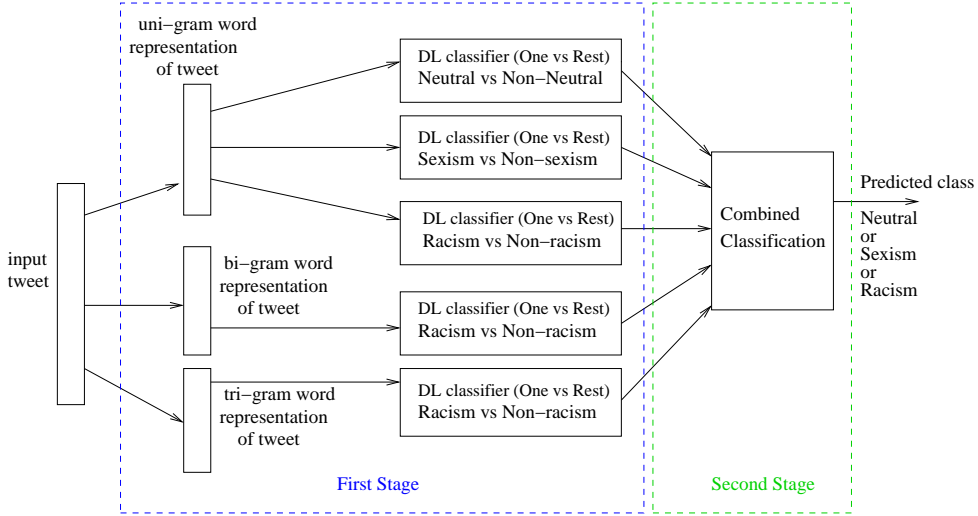 uni−gram word
representation
of tweet
DL classifier (One vs Rest)
Neutral vs Non−Neutral
DL classifier (One vs Rest)
Sexism vs Non−sexism
DL classifier (One vs Rest)
Racism vs Non−racism
input
tweet
bi−gram word
representation
of tweet
DL classifier (One vs Rest)
Racism vs Non−racism
tri−gram word
representation
of tweet
DL classifier (One vs Rest)
Racism vs Non−racism
First Stage
Combined
Classification
Second Stage
Predicted class
Neutral
or
Sexism
or
Racism